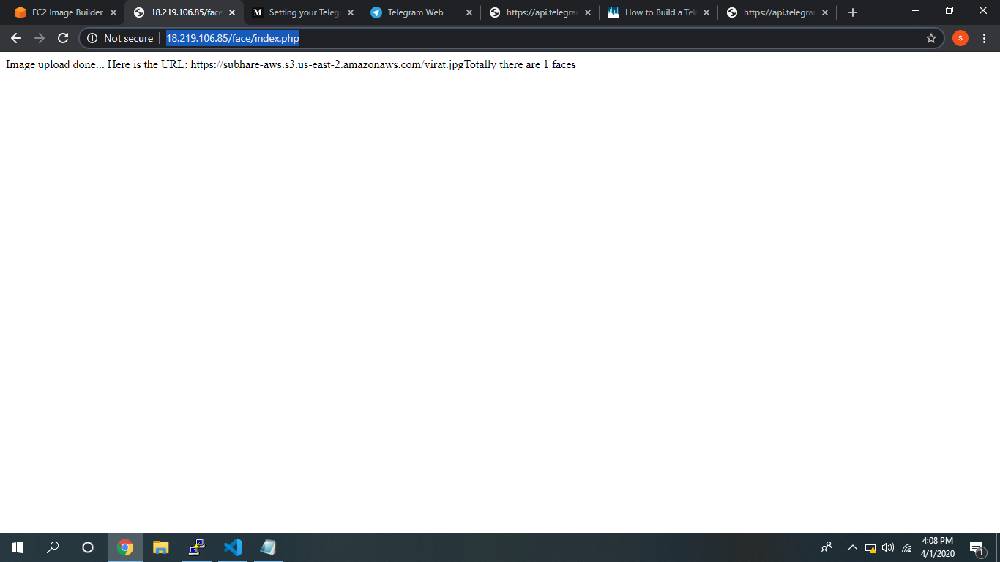 EC2 Image Builder
18.219.106.85/face
Setting your Teleg
Telegram Web
https://api.telegra
How to Build a Tel
https://api.telegra
Not secure
18.219.106.85/face/index.php
s
Image upload done... Here is the URL: https://subhare-aws.s3.us-east-2.amazonaws.com/virat.jpgTotally there are 1 faces
4:08 PM
4/1/2020
1